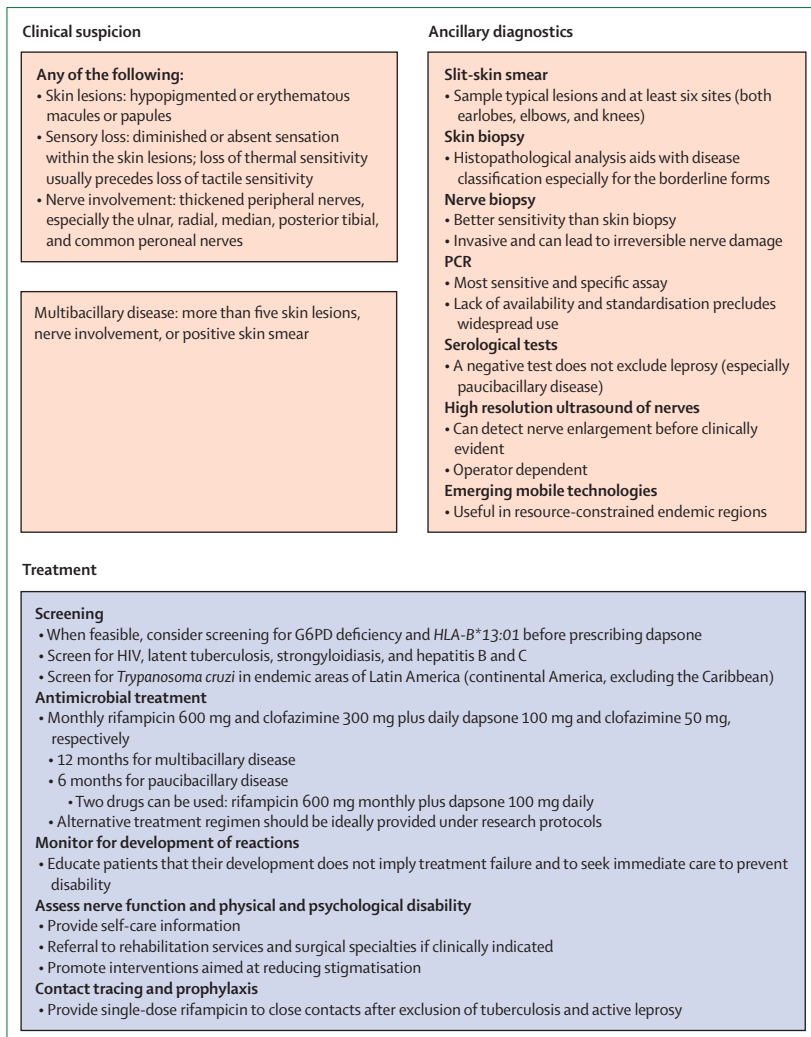 Clinical suspicion
Any of the following:
• Skin lesions: hypopigmented or erythematous
macules or papules
• Sensory loss: diminished or absent sensation
within the skin lesions; loss of thermal sensitivity
usually precedes loss of tactile sensitivity
• Nerve involvement: thickened peripheral nerves,
especially the ulnar, radial, median, posterior tibial,
and common peroneal nerves
Multibacillary disease: more than five skin lesions,
nerve involvement, or positive skin smear
Ancillary diagnostics
Slit-skin smear
• Sample typical lesions and at least six sites (both
earlobes, elbows, and knees)
Skin biopsy
• Histopathological analysis aids with disease
classification especially for the borderline forms
Nerve biopsy
• Better sensitivity than skin biopsy
• Invasive and can lead to irreversible nerve damage
PCR
• Most sensitive and specific assay
• Lack of availability and standardisation precludes
widespread use
Serological tests
• A negative test does not exclude leprosy (especially
paucibacillary disease)
High resolution ultrasound of nerves
• Can detect nerve enlargement before clinically
evident
• Operator dependent
Emerging mobile technologies
• Useful in resource-constrained endemic regions
Treatment
Screening
• When feasible, consider screening for G6PD deficiency and HLA-B*13:01 before prescribing dapsone
• Screen for HIV, latent tuberculosis, strongyloidiasis, and hepatitis B and C
• Screen for Trypanosoma cruzi in endemic areas of Latin America (continental America, excluding the Caribbean)
Antimicrobial treatment
• Monthly rifampicin 600 mg and clofazimine 300 mg plus daily dapsone 100 mg and clofazimine 50 mg,
respectively
• 12 months for multibacillary disease
• 6 months for paucibacillary disease
• Two drugs can be used: rifampicin 600 mg monthly plus dapsone 100 mg daily
• Alternative treatment regimen should be ideally provided under research protocols
Monitor for development of reactions
• Educate patients that their development does not imply treatment failure and to seek immediate care to prevent
disability
Assess nerve function and physical and psychological disability
• Provide self-care information
• Referral to rehabilitation services and surgical specialties if clinically indicated
• Promote interventions aimed at reducing stigmatisation
Contact tracing and prophylaxis
• Provide single-dose rifampicin to close contacts after exclusion of tuberculosis and active leprosy